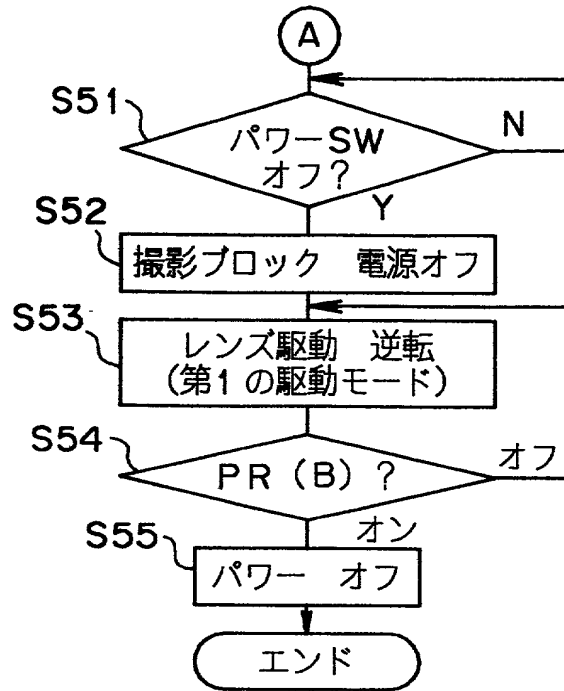 A
S51
パワーSW
オフ?
N
Y
S52
撮影ブロック 電源オフ
S53
レンズ駆動 逆転
(第1の駆動モード)
S54
PR(B)?
オフ
オン
S55
パワー オフ
エンド